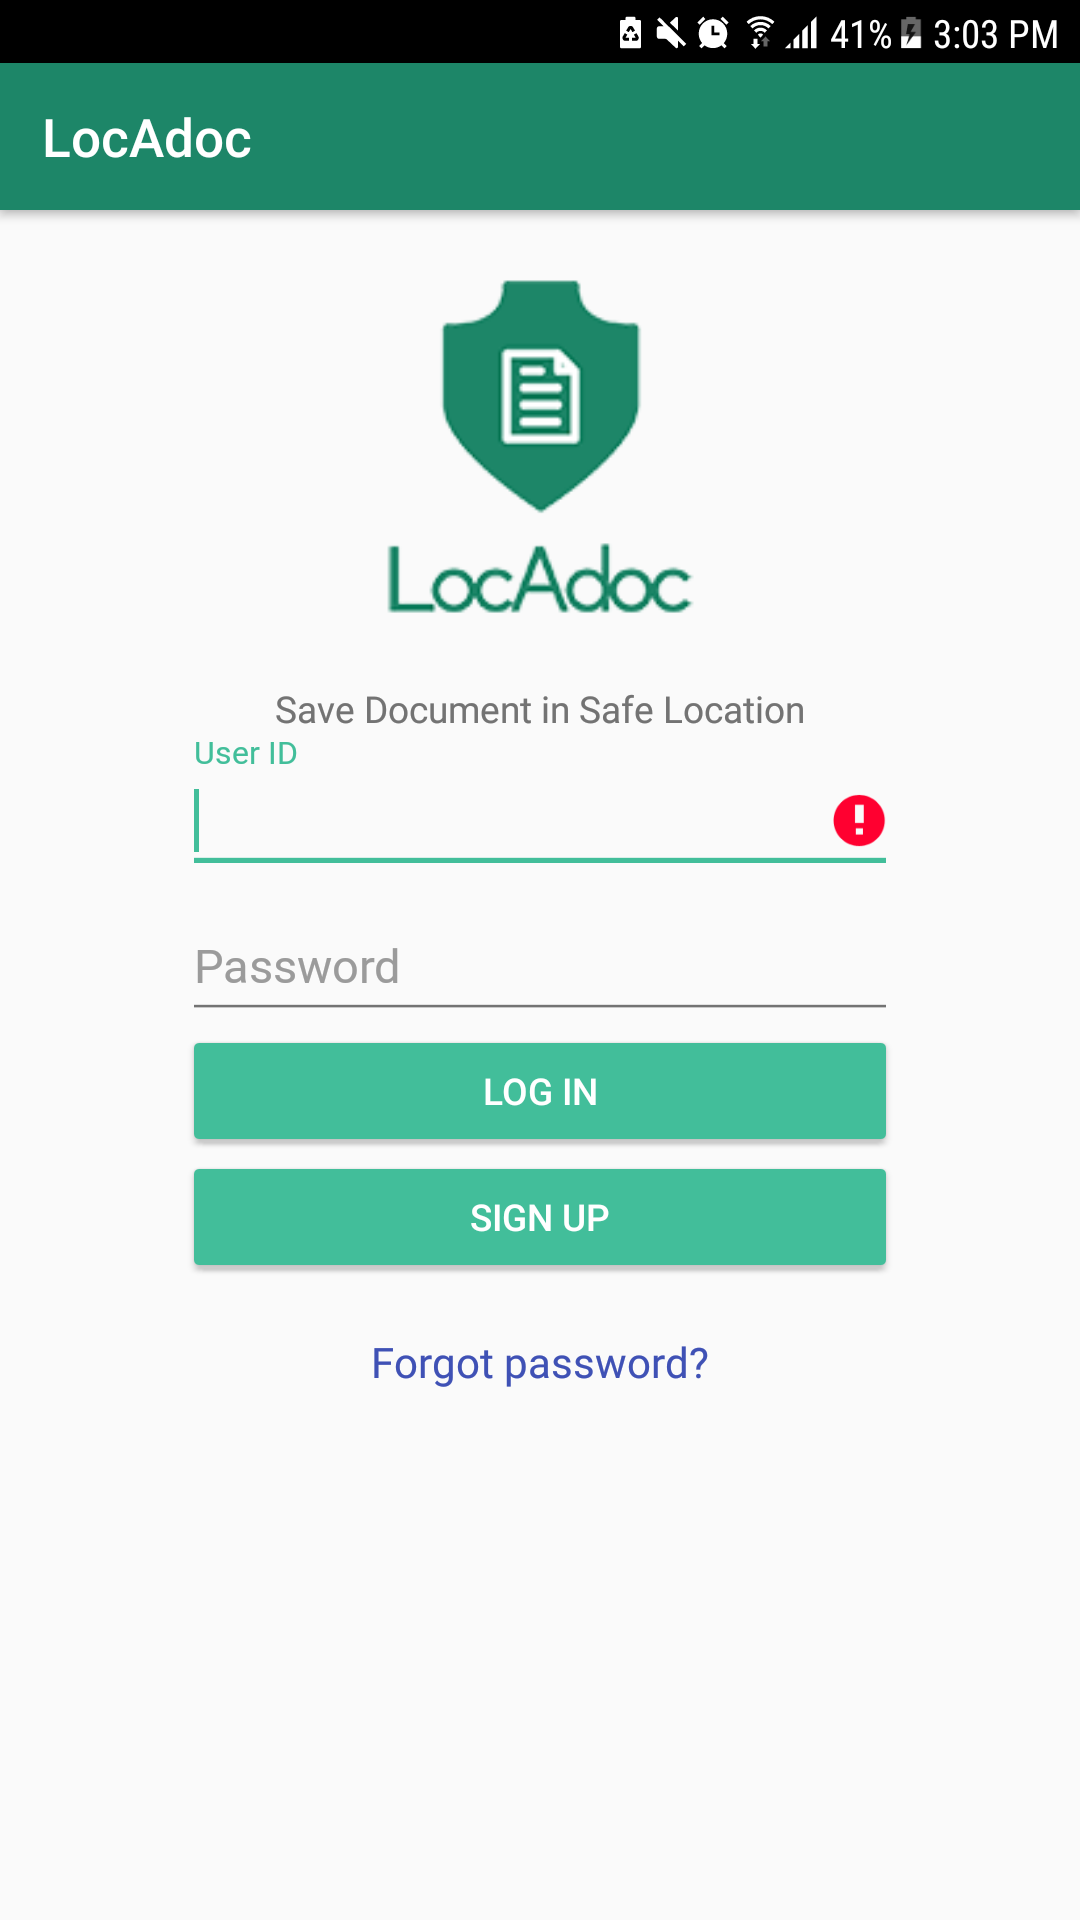 41% 3:03 PM
LocAdoc
LocAdoc
Save Document in Safe Location
User ID
Password
LOG IN
SIGN UP
Forgot password?